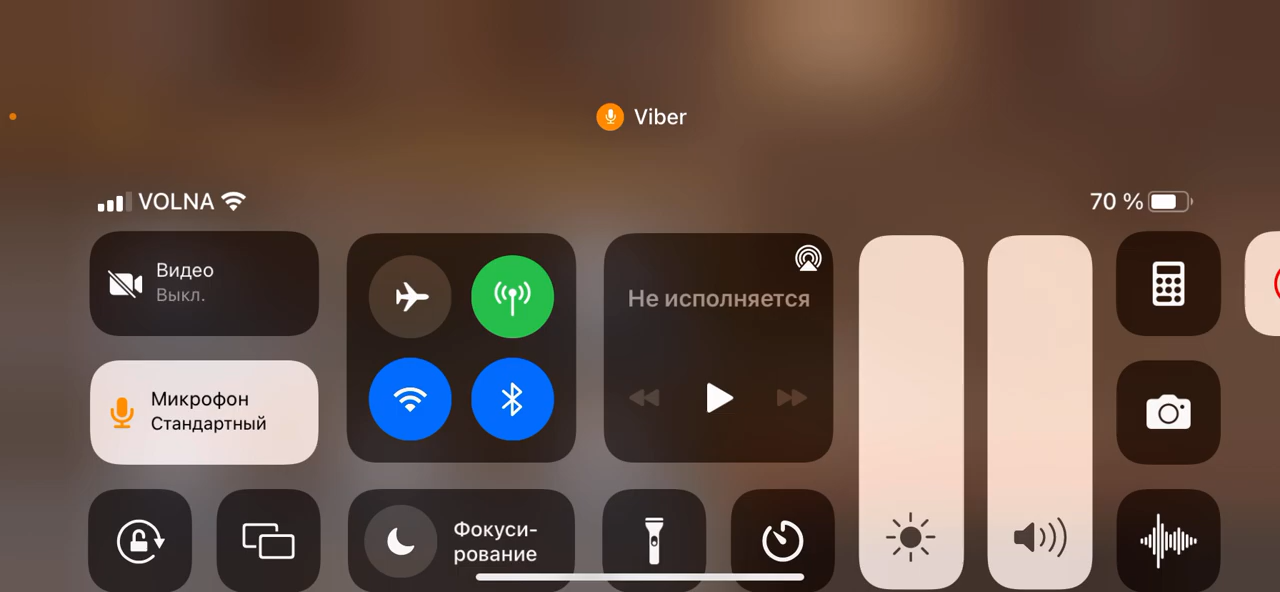 Viber
VOLNA
70 %
Видео
Выкл.
Не исполняется
Микрофон
Стандартный
Фокуси-
рование